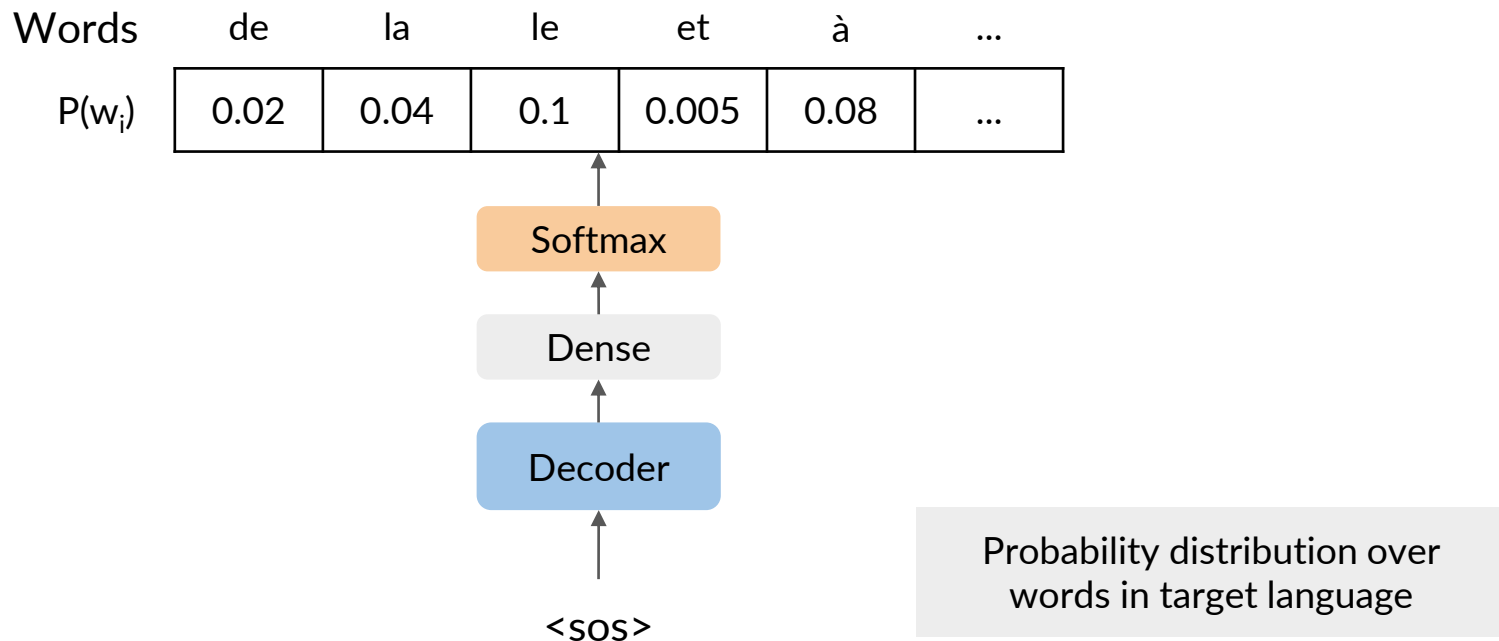 Words de la le et à ...
P(wᵢ) 0.02 0.04 0.1 0.005 0.08 ...
Softmax
Dense
Decoder
<sos>
Probability distribution over
words in target language